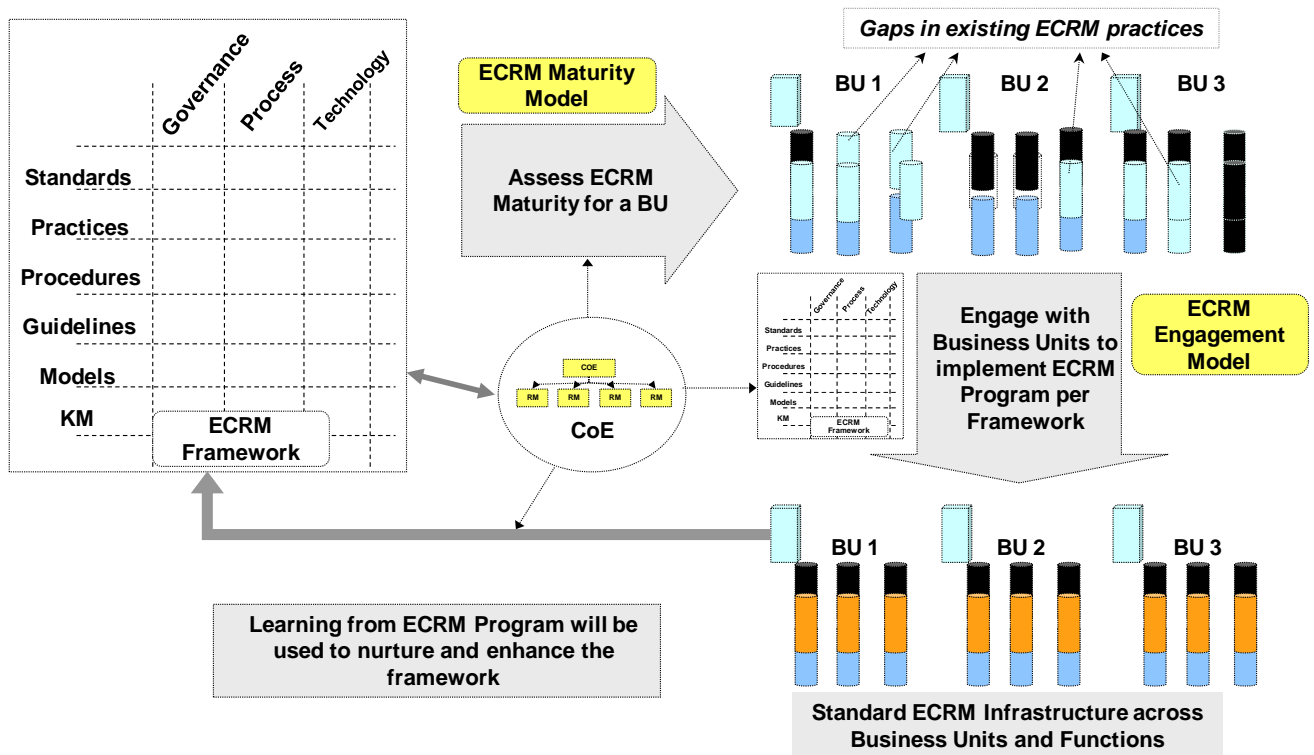 Governance
Process
Technology
Standards
Practices
Procedures
Guidelines
Models
KM
ECRM
Framework
ECRM Maturity
Model
Assess ECRM
Maturity for a BU
Gaps in existing ECRM practices
BU 1
BU 2
BU 3
COE
RM
RM
RM
RM
CoE
Governance
Process
Technology
Standards
Practices
Procedures
Guidelines
Models
KM
ECRM
Framework
Engage with
Business Units to
implement ECRM
Program per
Framework
ECRM
Engagement
Model
BU 1
BU 2
BU 3
Learning from ECRM Program will be
used to nurture and enhance the
framework
Standard ECRM Infrastructure across
Business Units and Functions